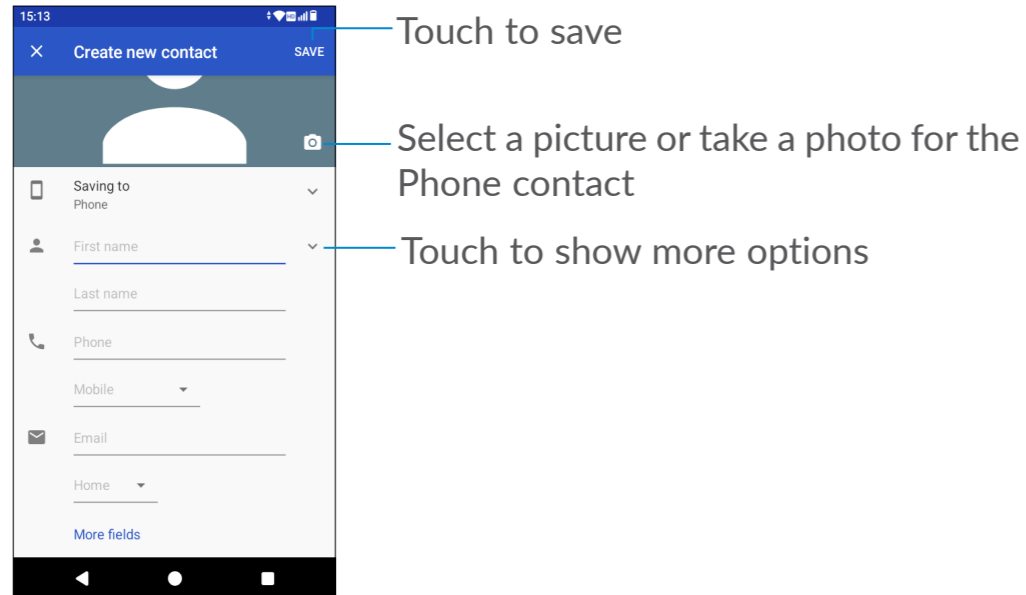 15:13
Create new contact
SAVE
Touch to save
Select a picture or take a photo for the
Phone contact
Saving to
Phone
First name
Touch to show more options
Last name
Phone
Mobile
Email
Home
More fields